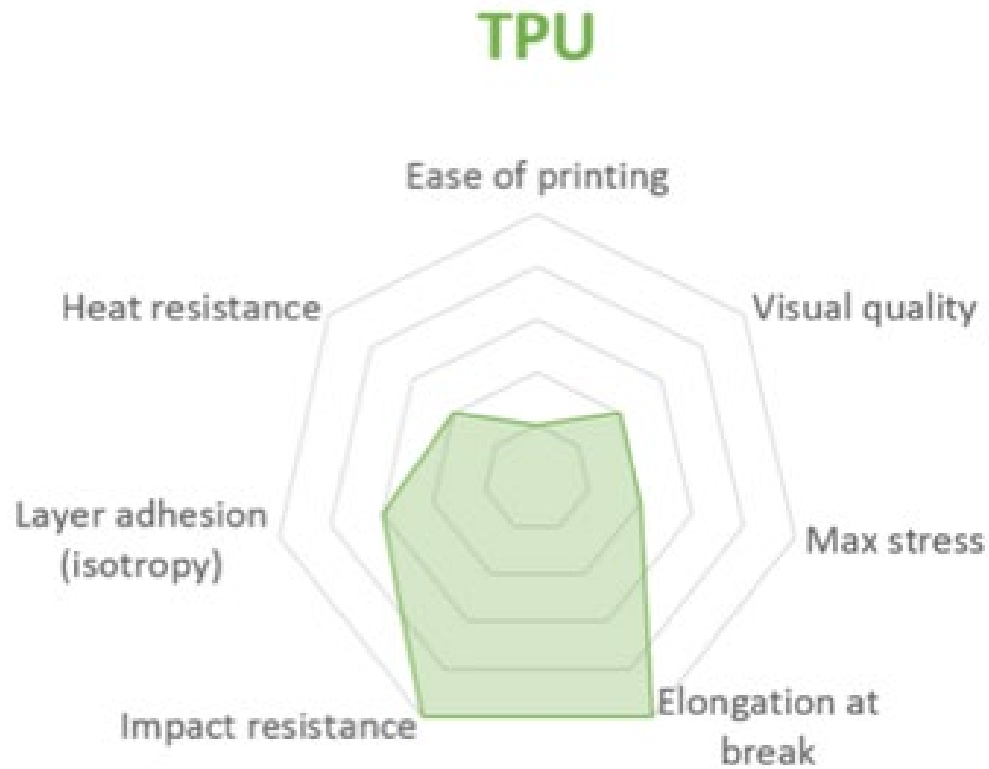 TPU
Ease of printing
Heat resistance
Visual quality
Layer adhesion
(isotropy)
Max stress
Impact resistance
Elongation at
break